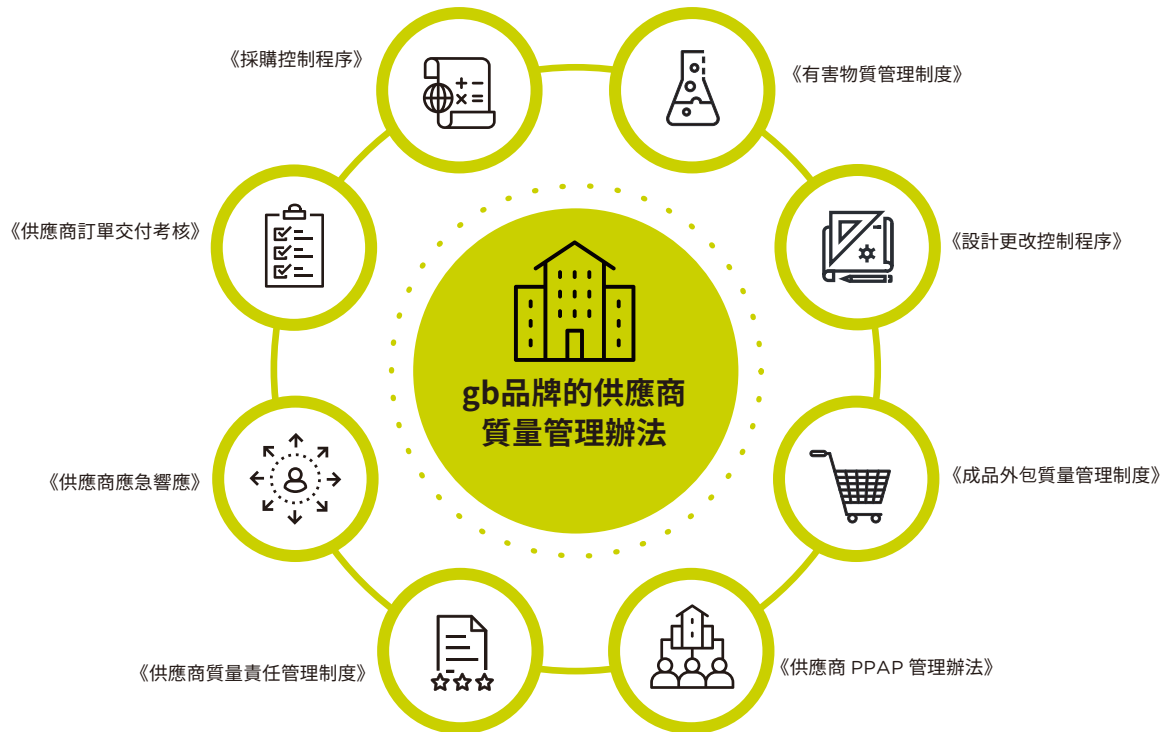 《採購控制程序》
《有害物質管理制度》
《供應商訂單交付考核》
《設計更改控制程序》
gb品牌的供應商
質量管理辦法
《供應商應急響應》
《成品外包質量管理制度》
《供應商質量責任管理制度》
《供應商 PPAP 管理辦法》